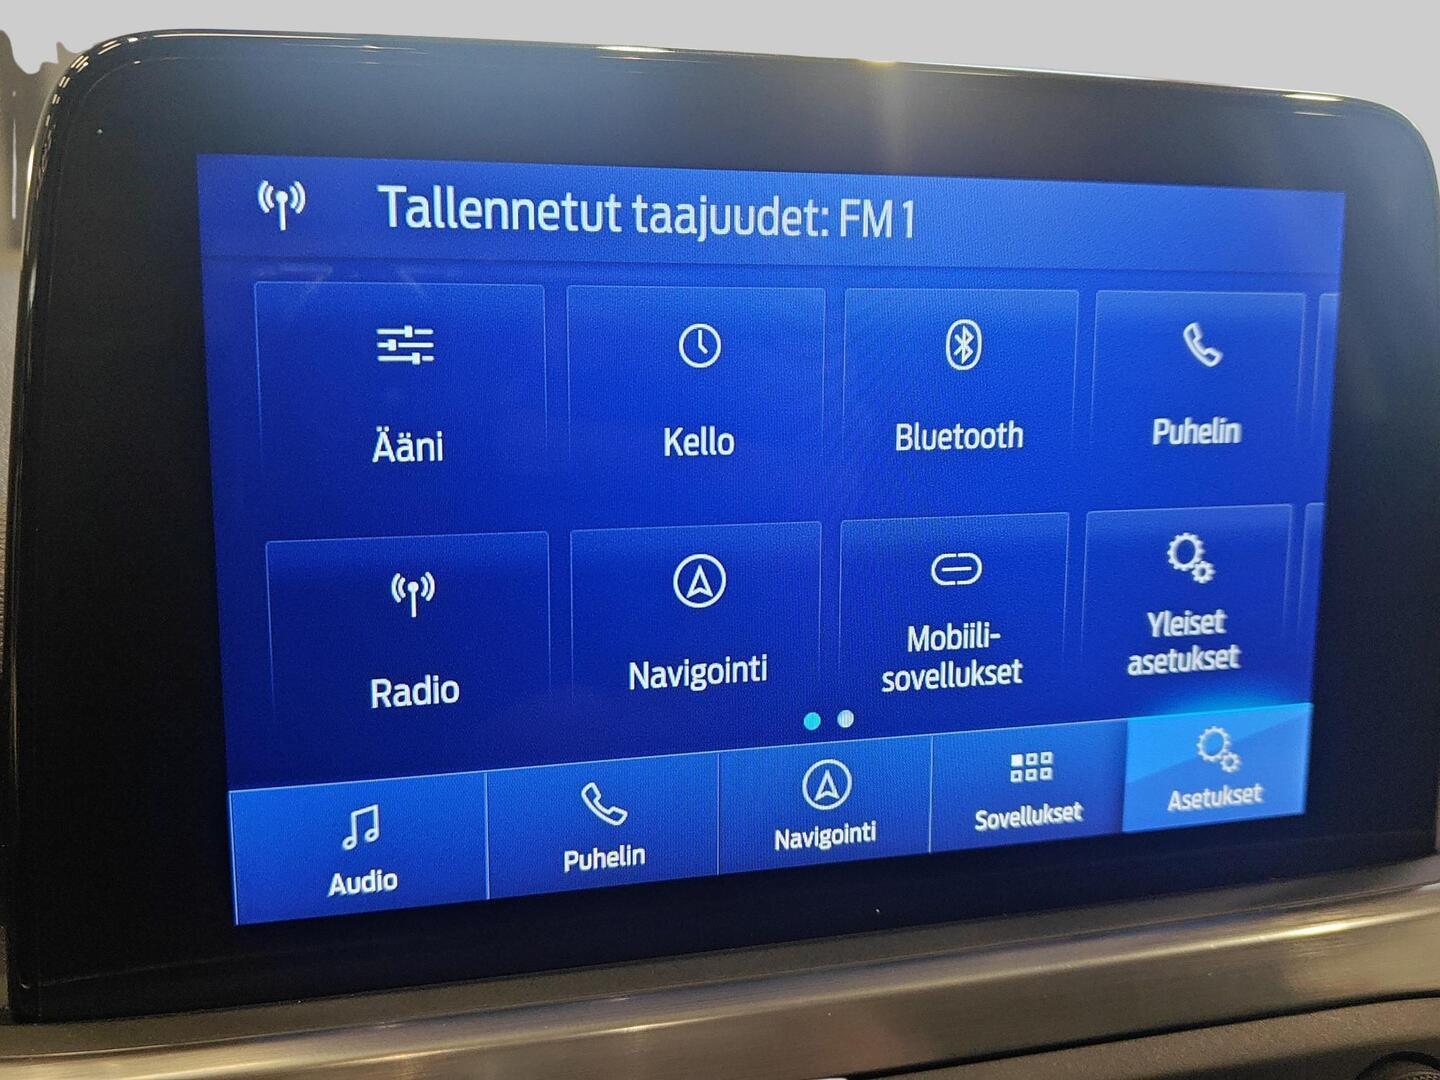 Tallennetut taajuudet: FM 1
Ääni
Kello
Bluetooth
Puhelin
Radio
Navigointi
Mobiili-
sovellukset
Yleiset
asetukset
Audio
Puhelin
Navigointi
Sovellukset
Asetukset